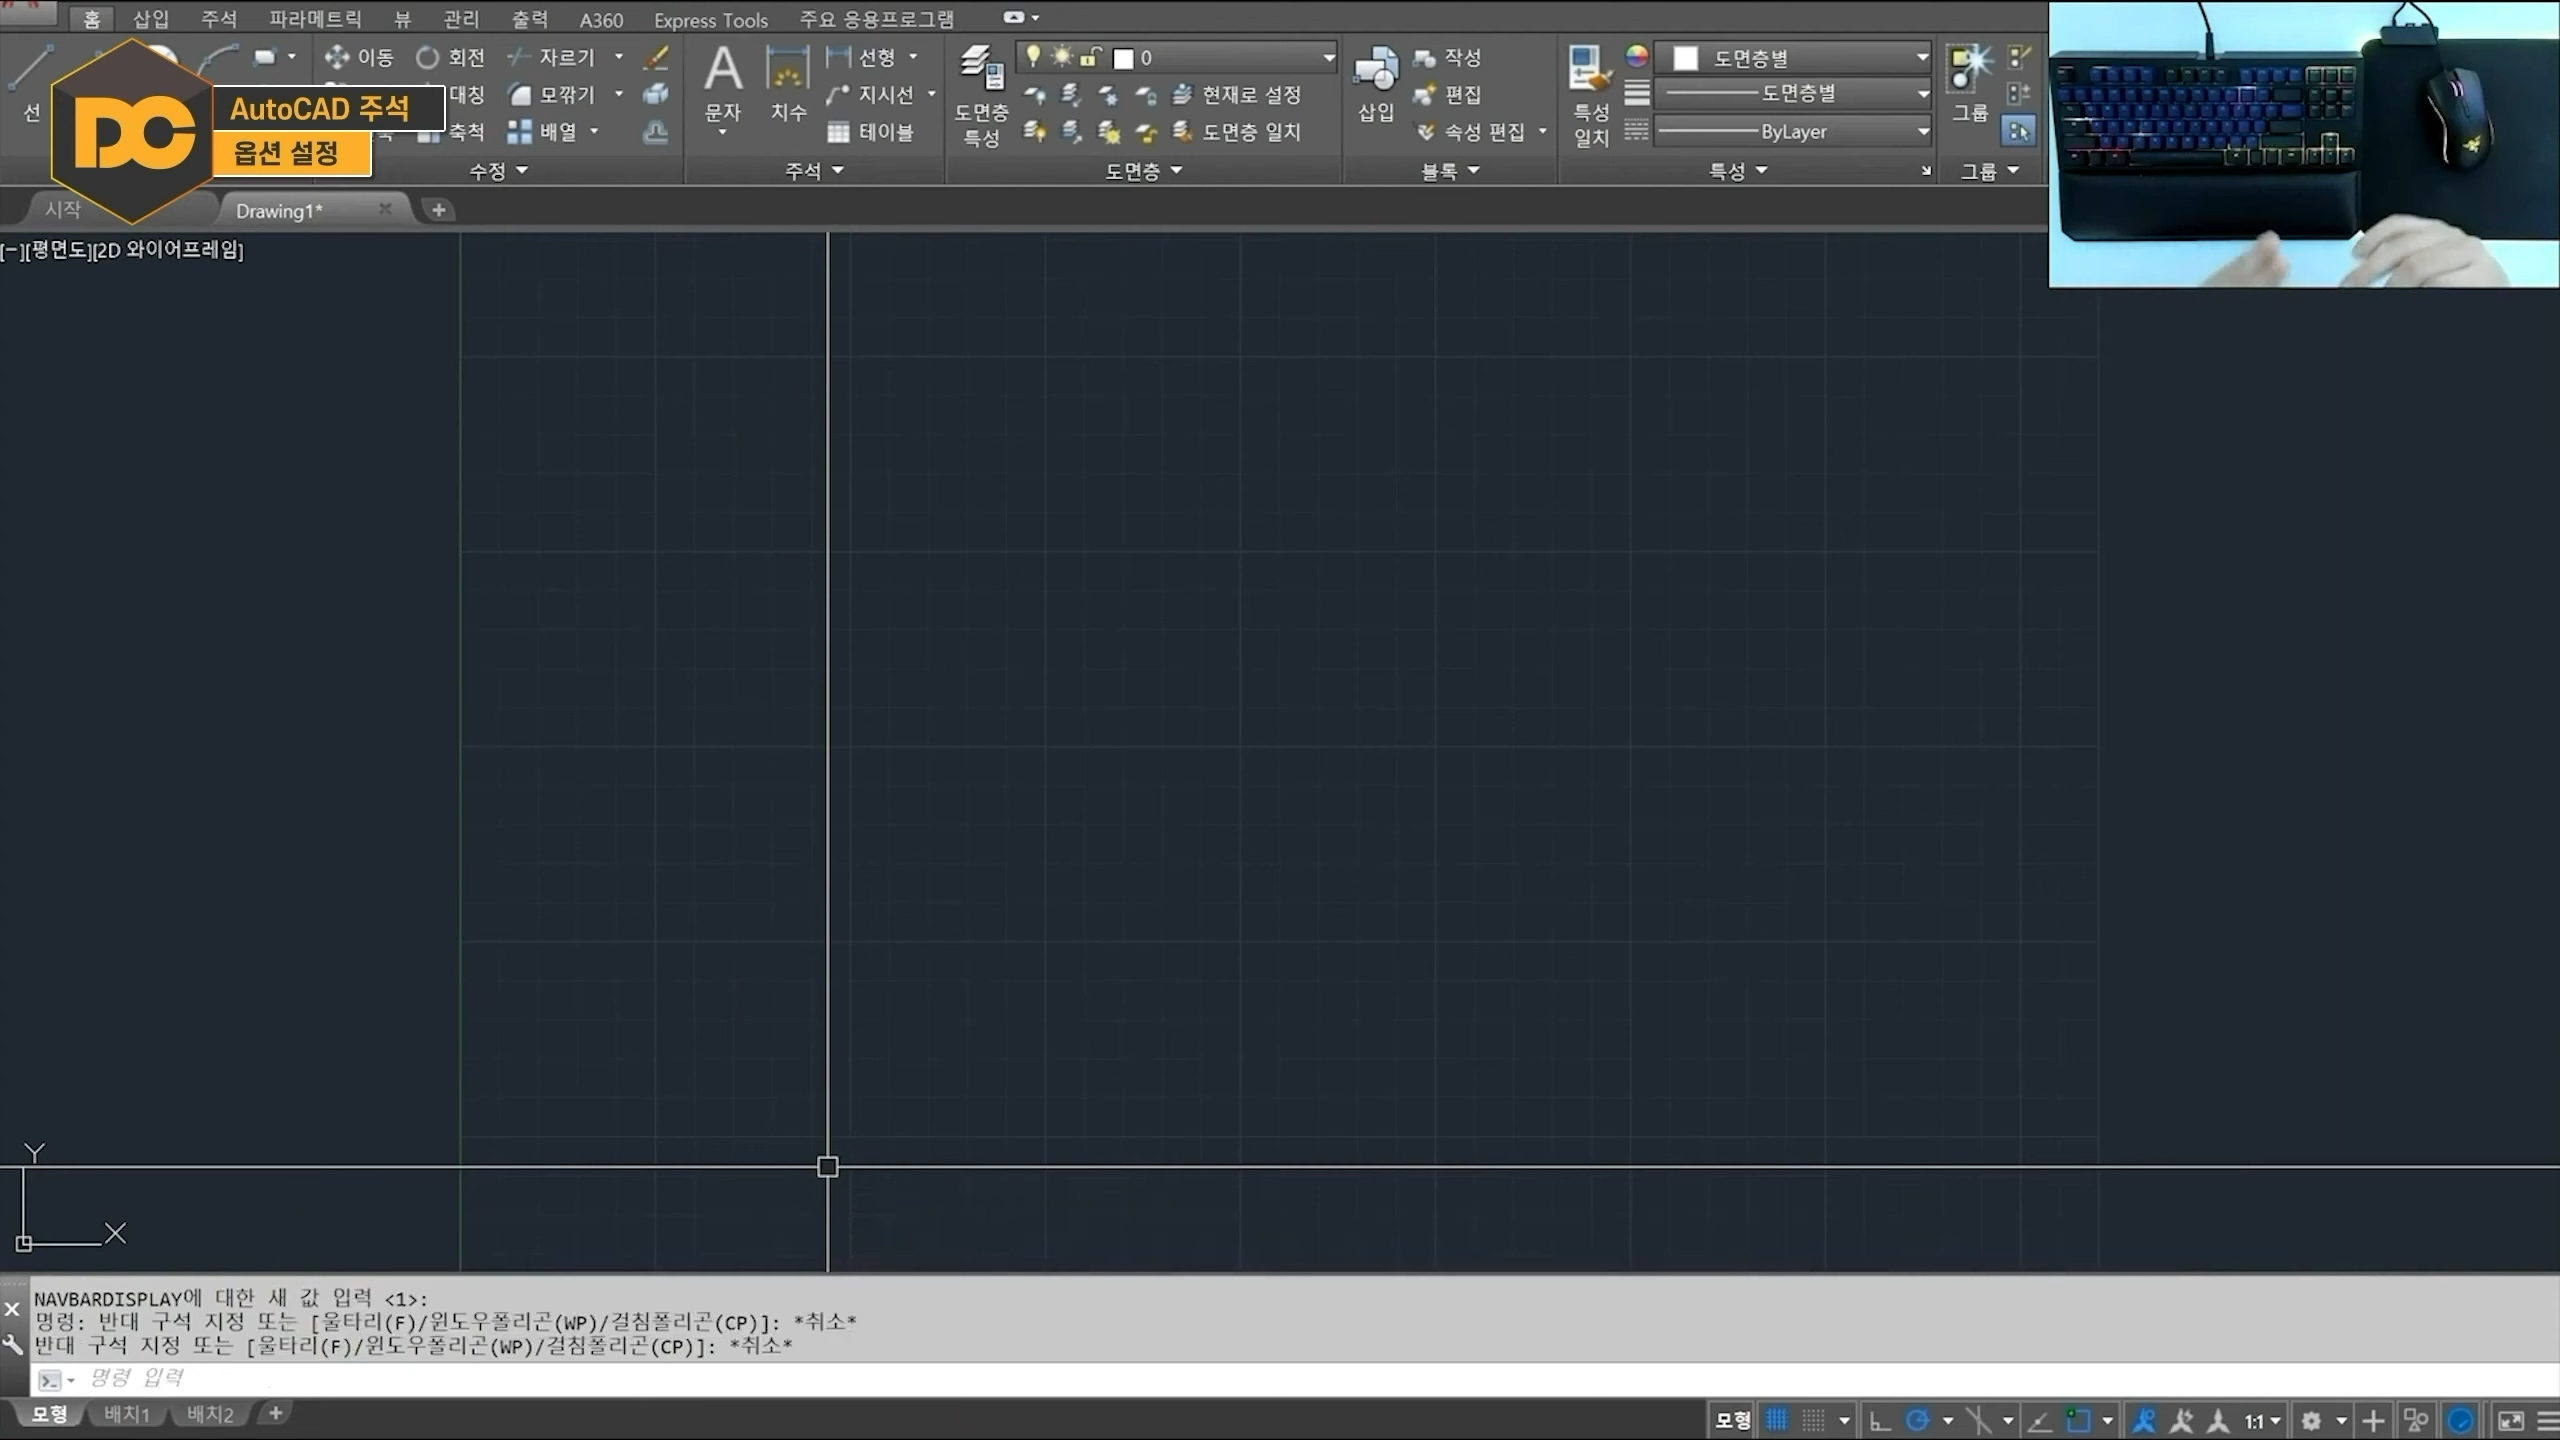 홈 삽입 주석 파라메트릭 뷰 관리 출력 A360 Express Tools 주요 응용프로그램
이동 회전 자르기 선형 0 작성 도면층별
선 대칭 모깎기 문자 치수 지시선 도면층 특성 현재로 설정 삽입 편집 특성 일치 도면층별 그룹
축척 배열 테이블 도면층 일치 속성 편집 ByLayer
DC
AutoCAD 주석
옵션 설정
수정 주석 도면층 블록 특성 그룹
시작 Drawing1*
[-][평면도][2D 와이어프레임]
Y
X
NAVBARDISPLAY에 대한 새 값 입력 <1>:
명령: 반대 구석 지정 또는 [울타리(F)/윈도우폴리곤(WP)/걸침폴리곤(CP)]: *취소*
반대 구석 지정 또는 [울타리(F)/윈도우폴리곤(WP)/걸침폴리곤(CP)]: *취소*
명령 입력
모형 배치1 배치2 모형 1:1